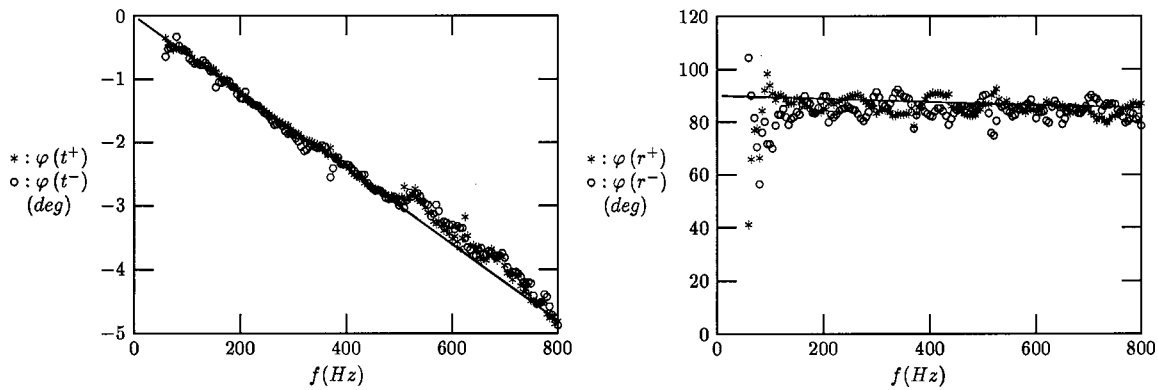 0
−1
−2
−3
−4
−5
* : φ (t⁺)
o : φ (t⁻)
(deg)
0 200 400 600 800
f(Hz)
120
100
80
60
40
20
0
* : φ (r⁺)
o : φ (r⁻)
(deg)
0 200 400 600 800
f(Hz)